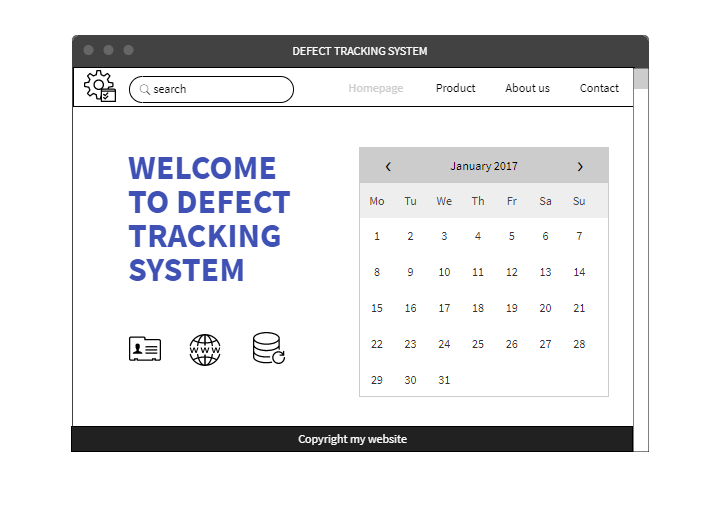 DEFECT TRACKING SYSTEM
search Homepage Product About us Contact
WELCOME
TO DEFECT
TRACKING
SYSTEM
January 2017
Mo Tu We Th Fr Sa Su
1 2 3 4 5 6 7
8 9 10 11 12 13 14
15 16 17 18 19 20 21
22 23 24 25 26 27 28
29 30 31
WWW
Copyright my website